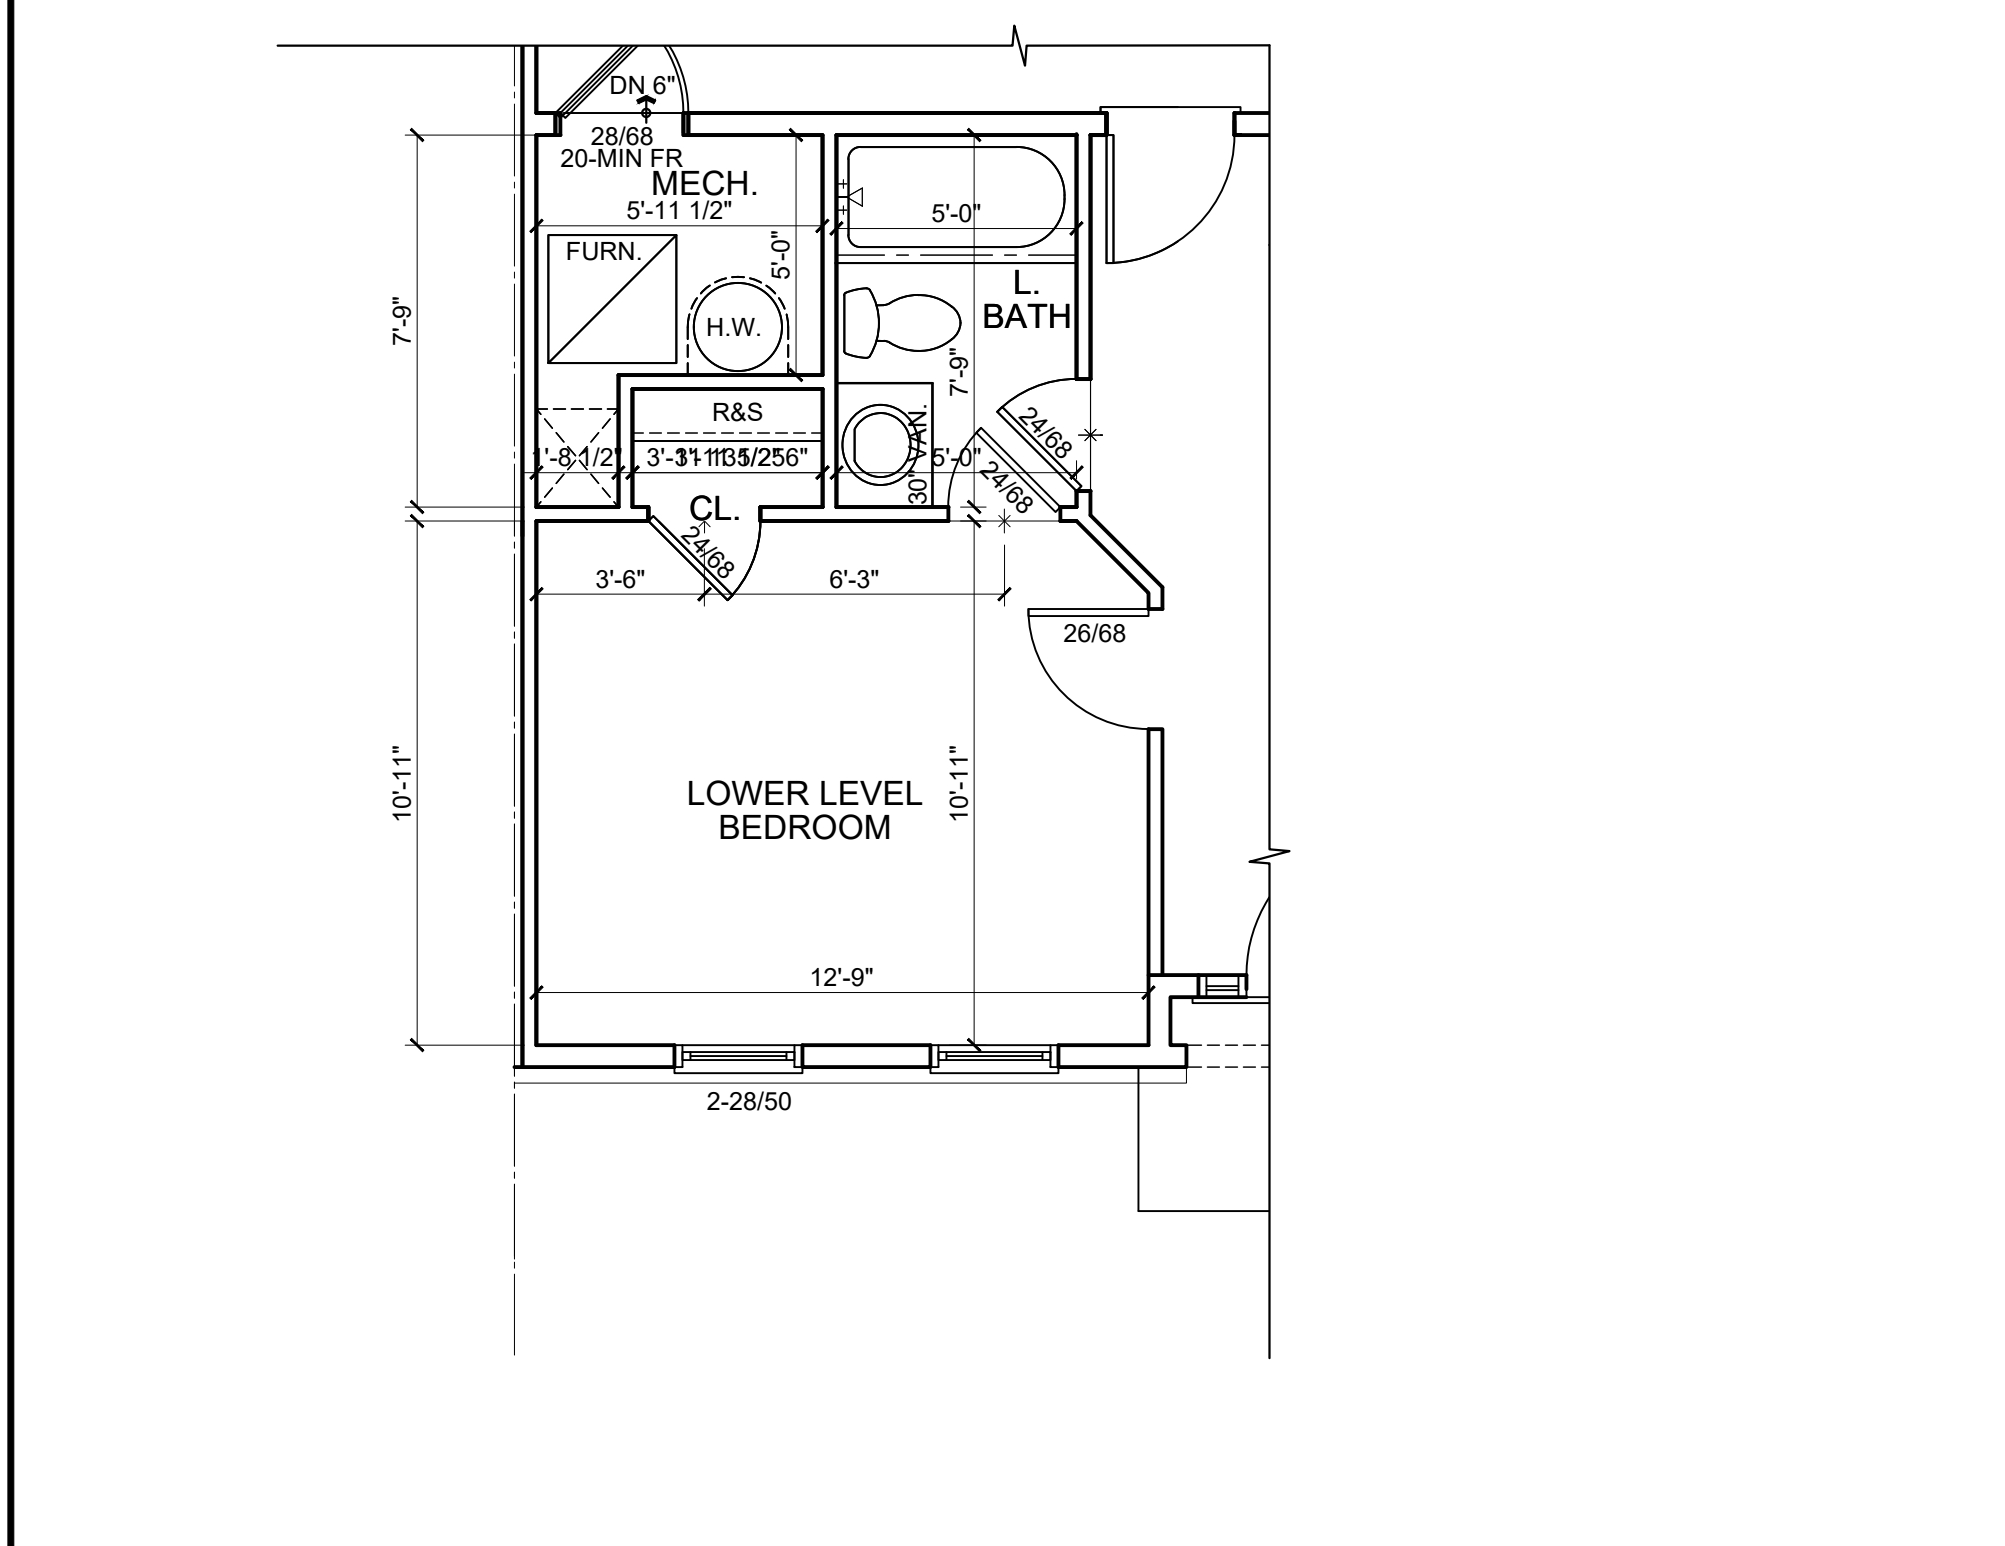 DN 6"
28/68
20-MIN FR
MECH.
5'-11 1/2"
5'-0"
FURN.
5'-0"
L.
BATH
H.W.
7'-9"
7'-9"
R&S
30" VAN.
24/68
24/68
1'-8 1/2"
5'-0"
CL.
24/68
3'-6"
6'-3"
26/68
10'-11"
10'-11"
LOWER LEVEL
BEDROOM
12'-9"
2-28/50